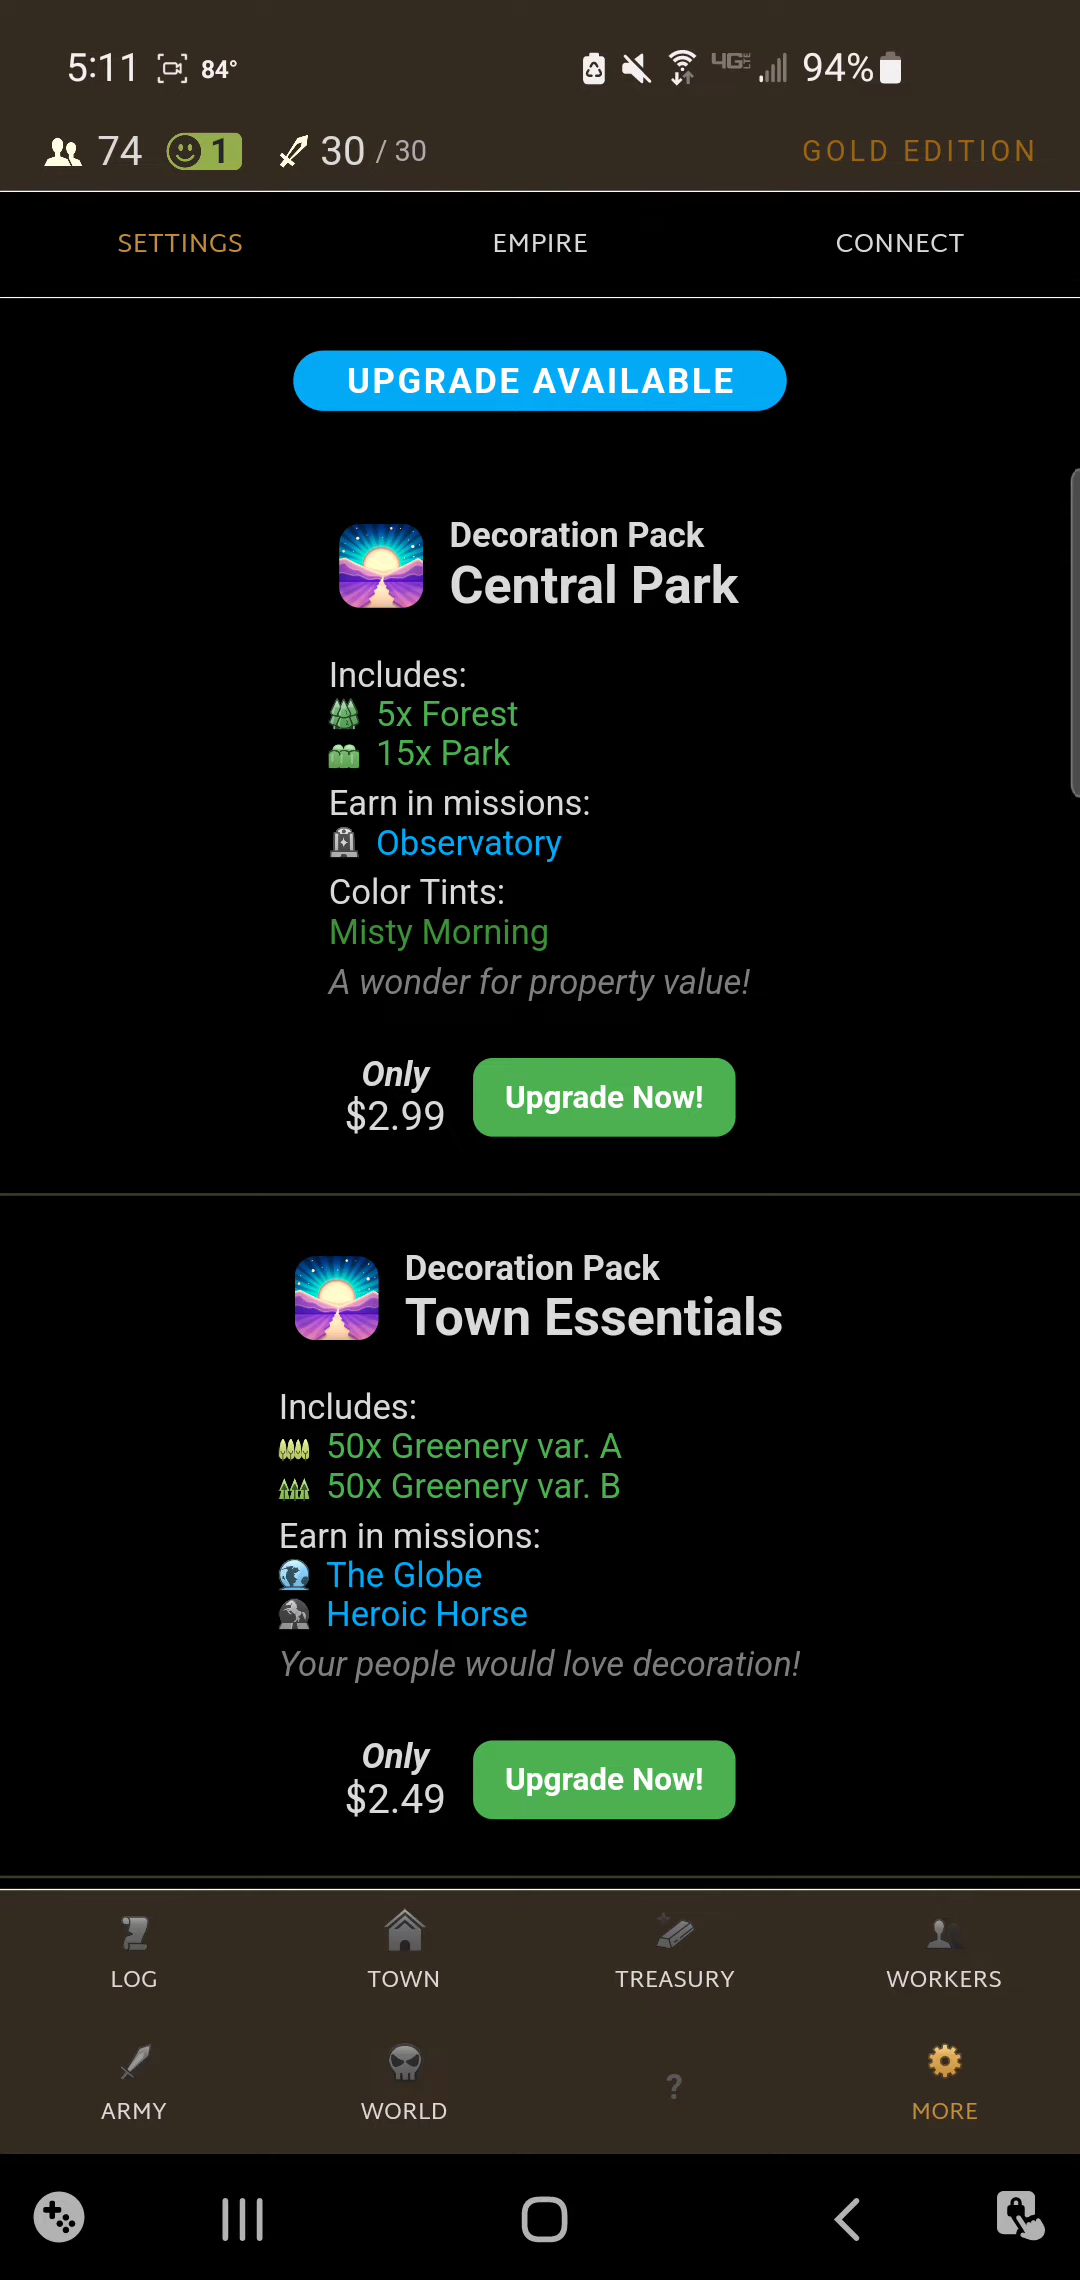 5:11 84° 4G LTE 94%
74 1 30 / 30 GOLD EDITION
SETTINGS EMPIRE CONNECT
UPGRADE AVAILABLE
Decoration Pack
Central Park
Includes:
5x Forest
15x Park
Earn in missions:
Observatory
Color Tints:
Misty Morning
A wonder for property value!
Only
$2.99
Upgrade Now!
Decoration Pack
Town Essentials
Includes:
50x Greenery var. A
50x Greenery var. B
Earn in missions:
The Globe
Heroic Horse
Your people would love decoration!
Only
$2.49
Upgrade Now!
LOG TOWN TREASURY WORKERS
ARMY WORLD ? MORE